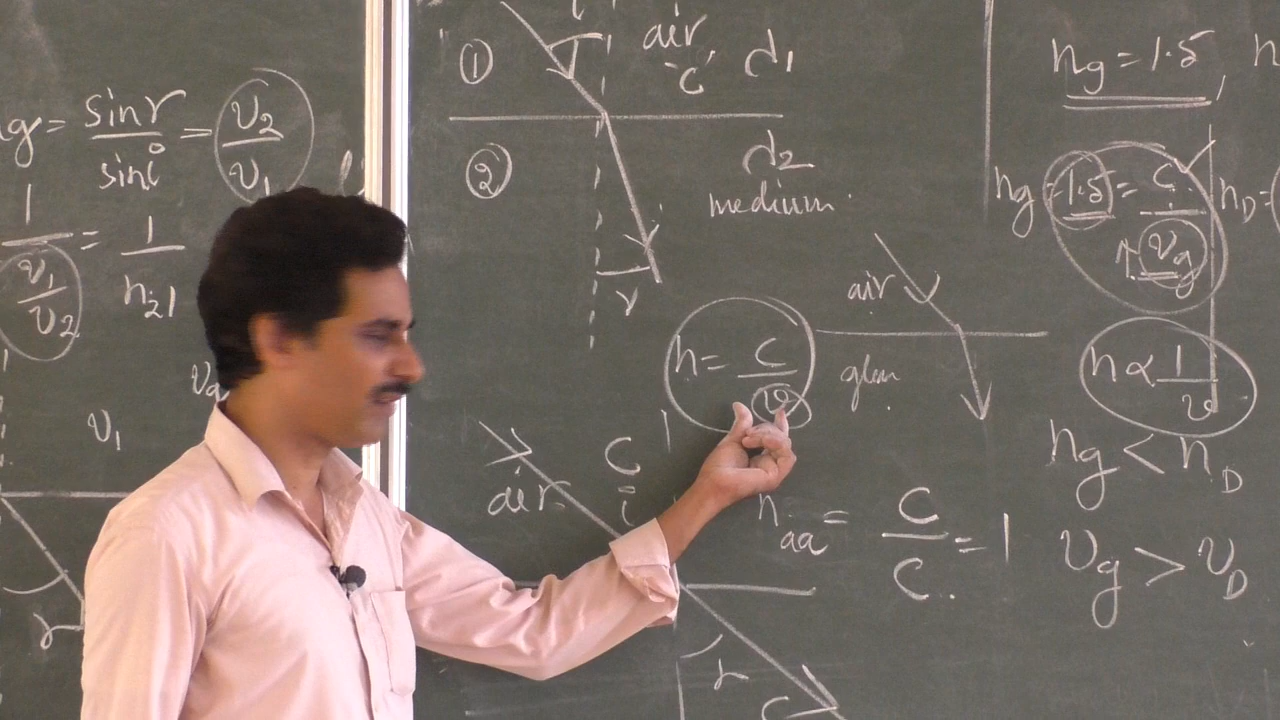 g = sin r / sin i = v2 / v1
1 / (v1 / v2) = 1 / n21
v1
r
①
air
'c'
d1
②
d2
medium
r
n = c / v
air
glass
air
c
i
naa = c / c = 1
r
c
ng = 1.5
ng = 1.5 = c / vg
nD =
n ∝ 1 / v
ng < nD
vg > vD